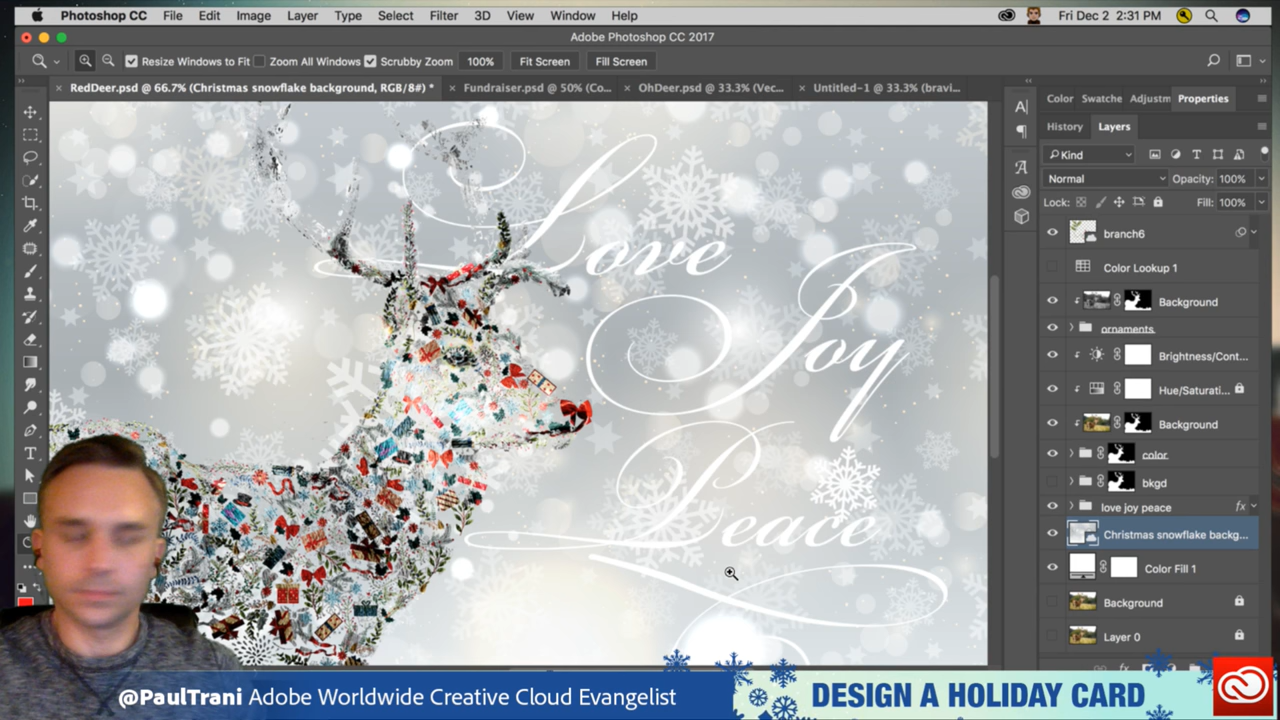 Photoshop CC File Edit Image Layer Type Select Filter 3D View Window Help Fri Dec 2 2:31 PM
Adobe Photoshop CC 2017
Resize Windows to Fit Zoom All Windows Scrubby Zoom 100% Fit Screen Fill Screen
RedDeer.psd @ 66.7% (Christmas snowflake background, RGB/8#) * Fundraiser.psd @ 50% (Co... OhDeer.psd @ 33.3% (Vec... Untitled-1 @ 33.3% (bravi...
Color Swatche Adjustm Properties
History Layers
Kind
Normal Opacity: 100%
Lock: Fill: 100%
branch6
Color Lookup 1
Background
ornaments
Brightness/Cont...
Hue/Saturati...
Background
color
bkgd
love joy peace fx
Christmas snowflake backg...
Color Fill 1
Background
Layer 0
Love
Joy
Peace
@PaulTrani Adobe Worldwide Creative Cloud Evangelist
DESIGN A HOLIDAY CARD